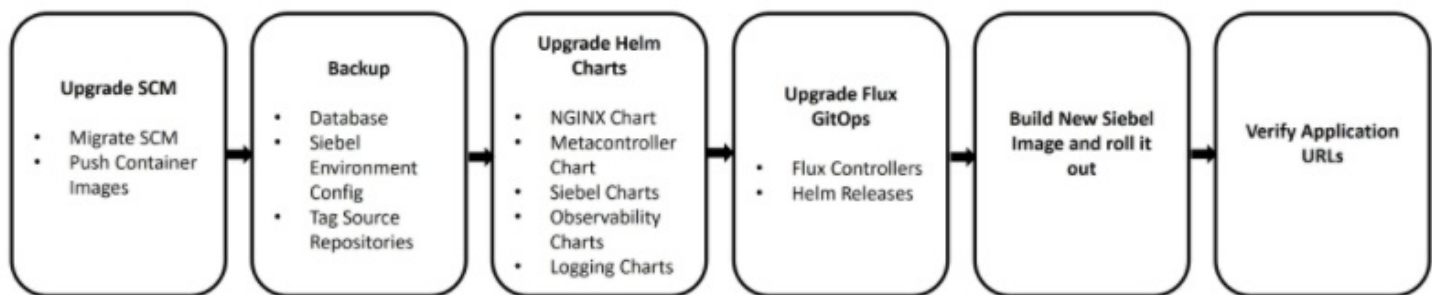 Upgrade SCM
• Migrate SCM
• Push Container
Images
Backup
• Database
• Siebel
Environment
Config
• Tag Source
Repositories
Upgrade Helm
Charts
• NGINX Chart
• Metacontroller
Chart
• Siebel Charts
• Observability
Charts
• Logging Charts
Upgrade Flux
GitOps
• Flux Controllers
• Helm Releases
Build New Siebel
Image and roll it
out
Verify Application
URLs